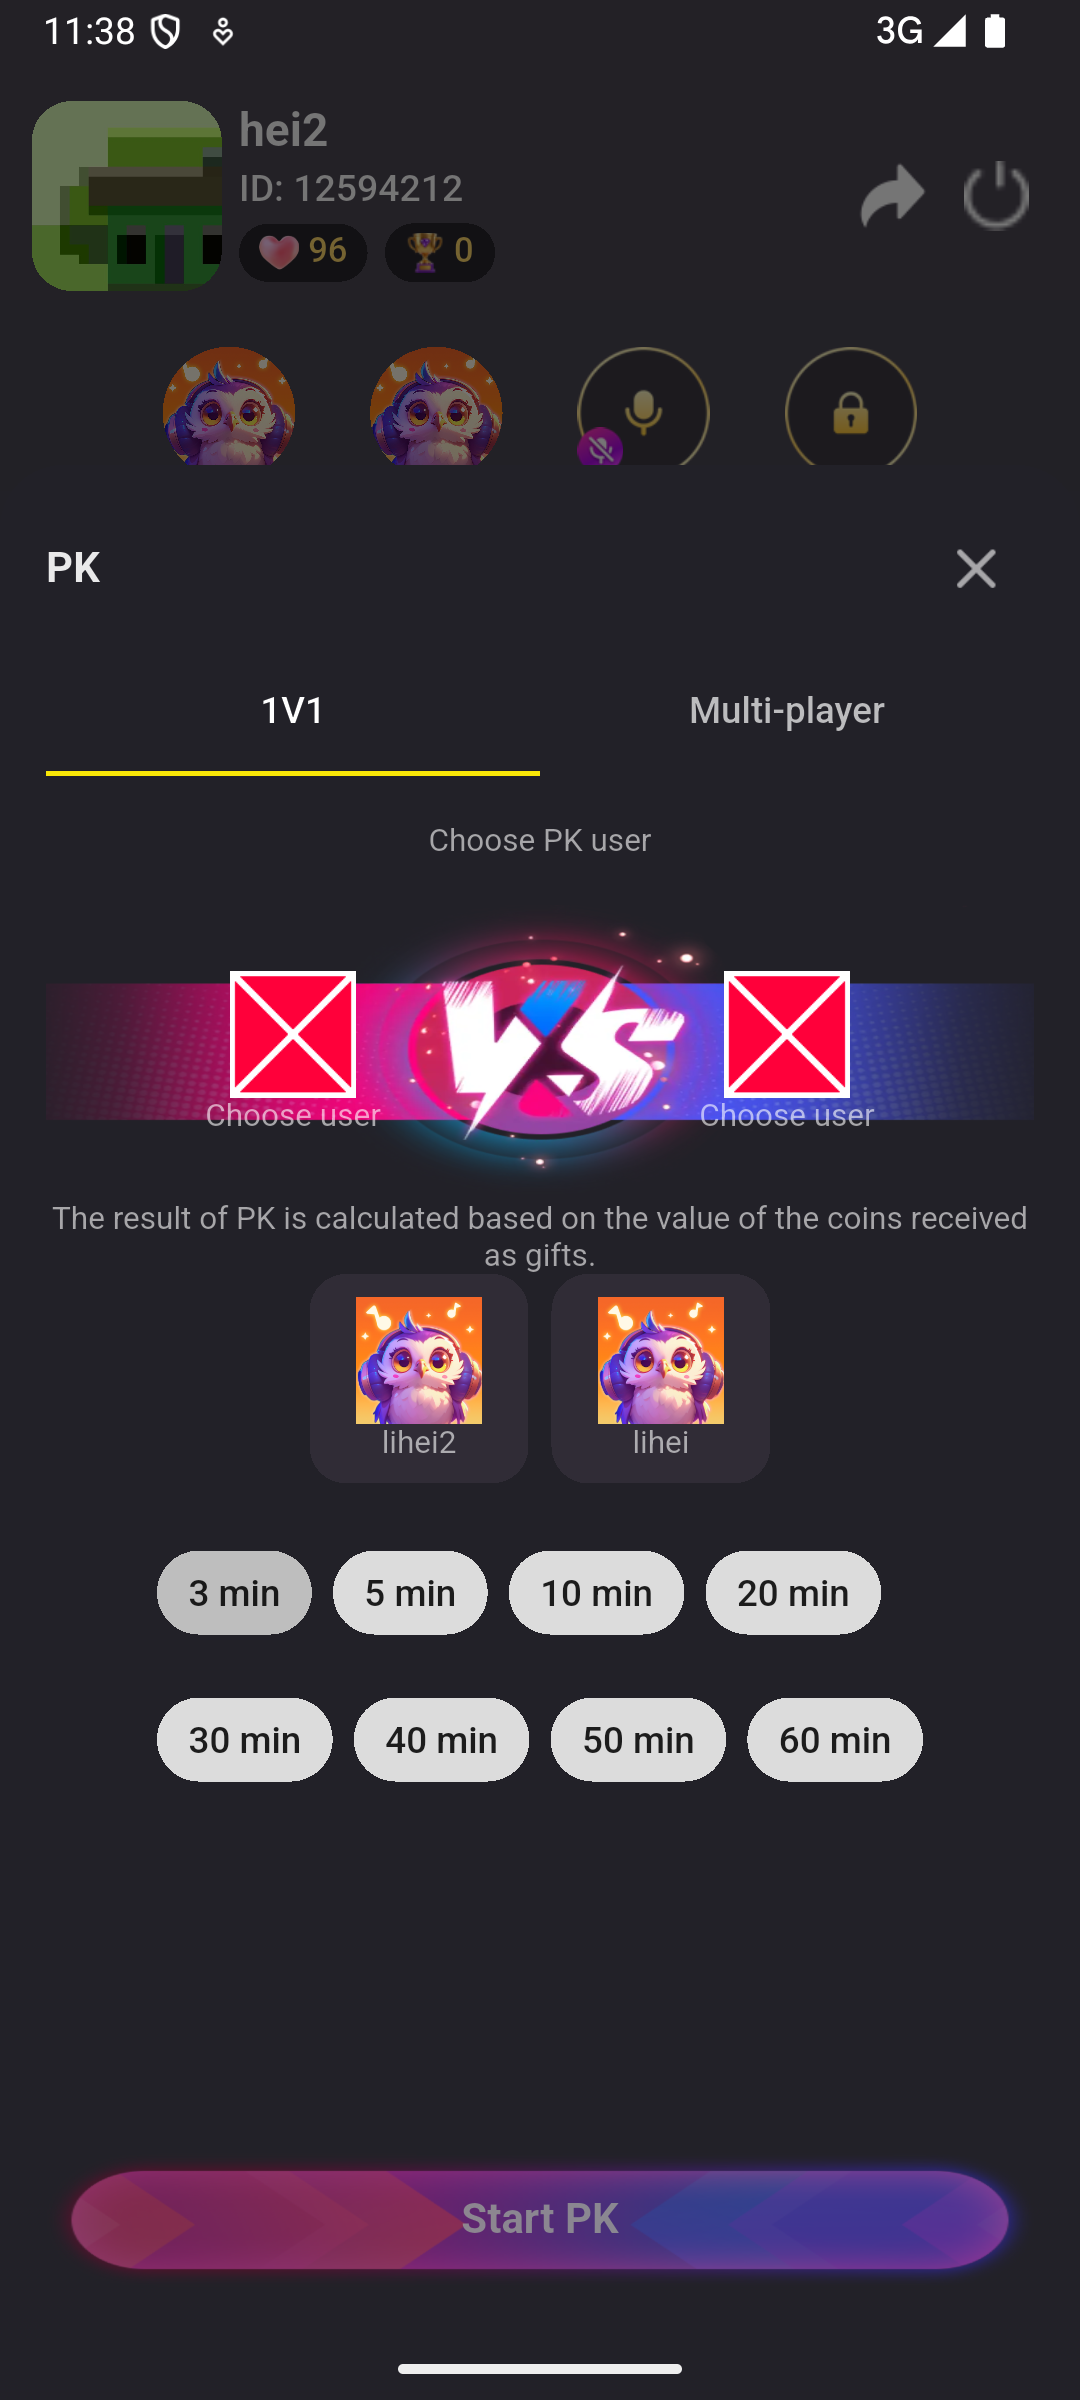 11:38
3G
hei2
ID: 12594212
96
0
PK
1V1
Multi-player
Choose PK user
VS
Choose user
Choose user
The result of PK is calculated based on the value of the coins received
as gifts.
lihei2
lihei
3 min
5 min
10 min
20 min
30 min
40 min
50 min
60 min
Start PK